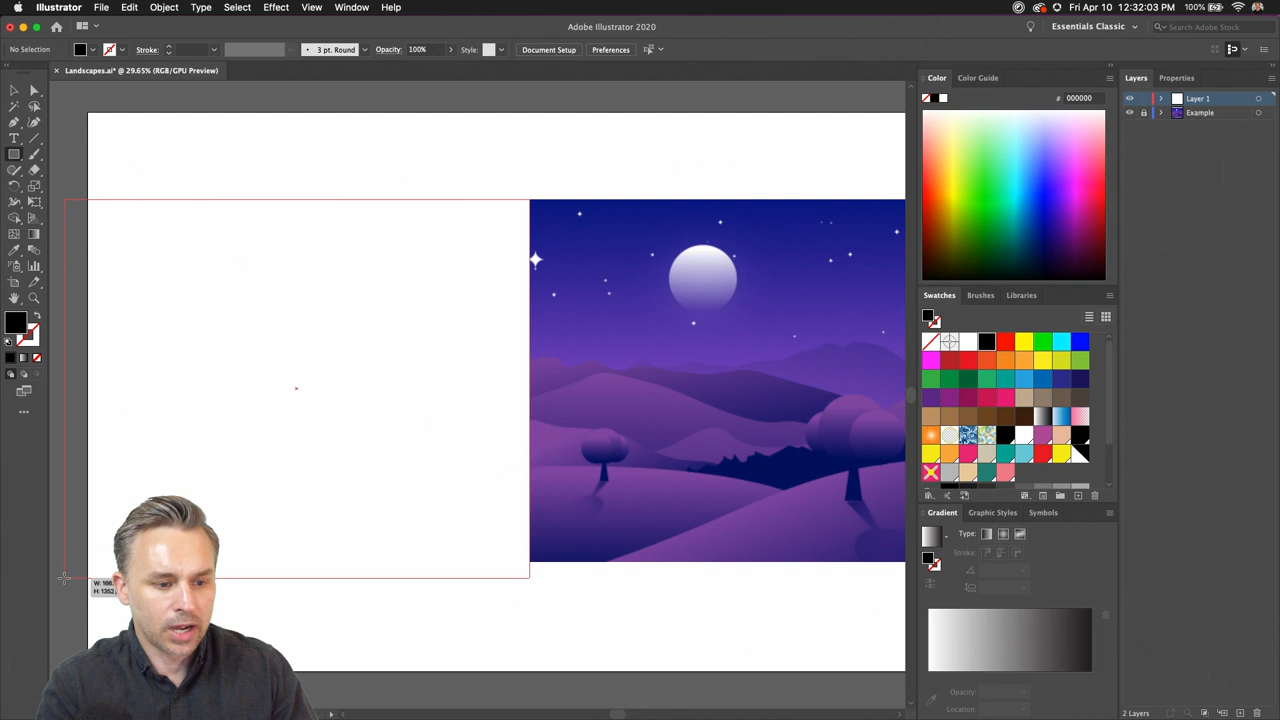 Illustrator File Edit Object Type Select Effect View Window Help
100% Fri Apr 10 12:32:03 PM
Adobe Illustrator 2020
Essentials Classic
Search Adobe Stock
No Selection Stroke: 3 pt. Round Opacity: 100% Style: Document Setup Preferences
Landscapes.ai* @ 29.65% (RGB/GPU Preview)
Color Color Guide
# 000000
Layers Properties
Layer 1
Example
Swatches Brushes Libraries
Gradient Graphic Styles Symbols
Type:
Stroke:
Opacity:
Location:
2 Layers